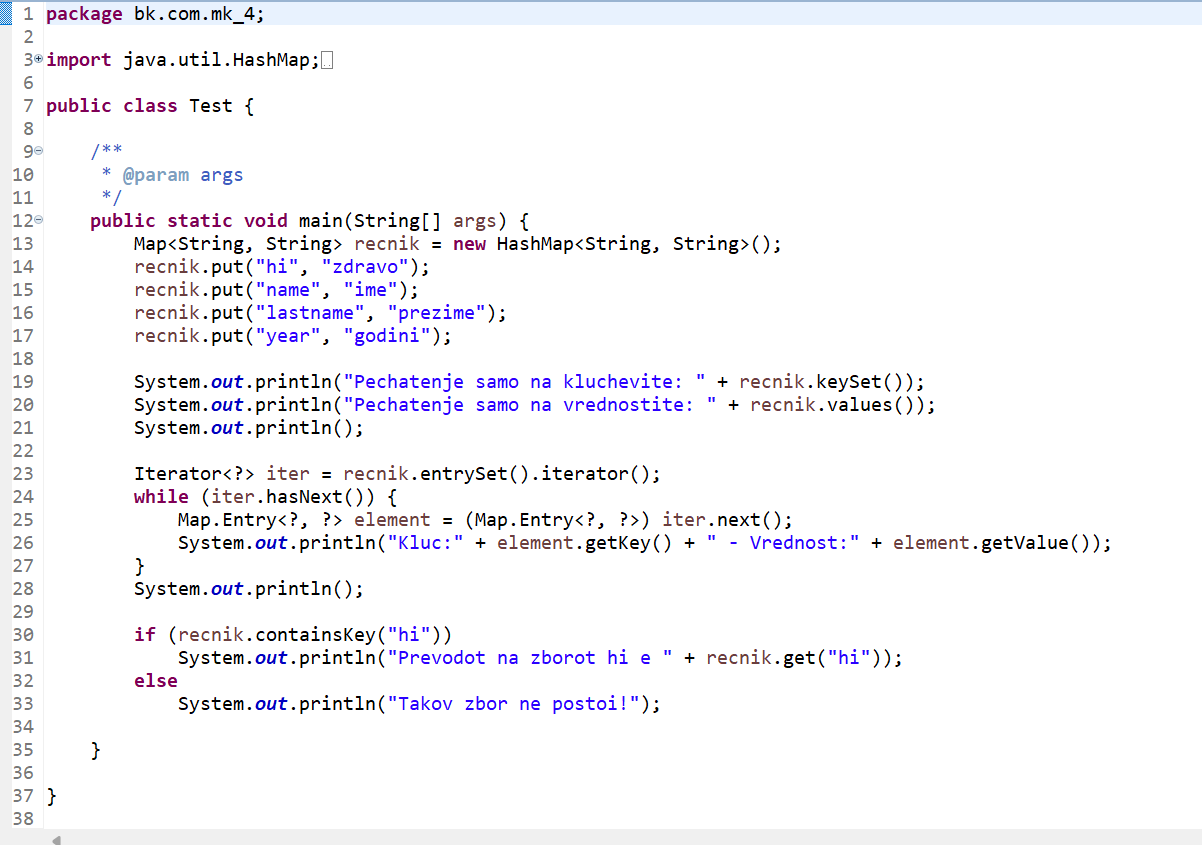 1 package bk.com.mk_4;
2
3 import java.util.HashMap;
6
7 public class Test {
8
9     /**
10      * @param args
11      */
12     public static void main(String[] args) {
13         Map<String, String> recnik = new HashMap<String, String>();
14         recnik.put("hi", "zdravo");
15         recnik.put("name", "ime");
16         recnik.put("lastname", "prezime");
17         recnik.put("year", "godini");
18
19         System.out.println("Pechatenje samo na kluchevite: " + recnik.keySet());
20         System.out.println("Pechatenje samo na vrednostite: " + recnik.values());
21         System.out.println();
22
23         Iterator<?> iter = recnik.entrySet().iterator();
24         while (iter.hasNext()) {
25             Map.Entry<?, ?> element = (Map.Entry<?, ?>) iter.next();
26             System.out.println("Kluc:" + element.getKey() + " - Vrednost:" + element.getValue());
27         }
28         System.out.println();
29
30         if (recnik.containsKey("hi"))
31             System.out.println("Prevodot na zborot hi e " + recnik.get("hi"));
32         else
33             System.out.println("Takov zbor ne postoi!");
34
35     }
36
37 }
38